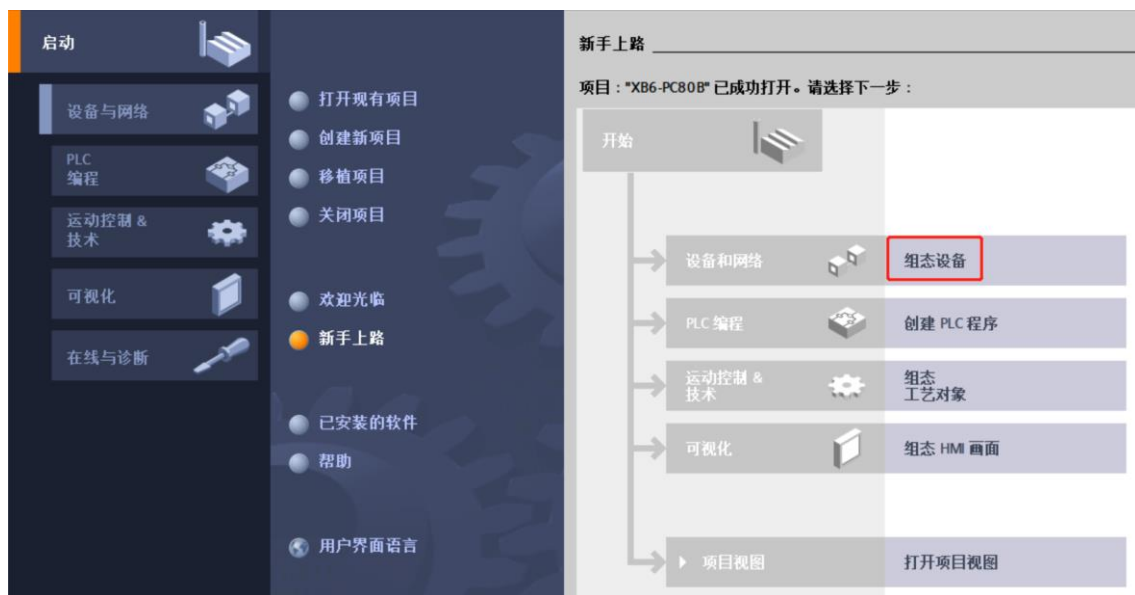 启动
设备与网络
PLC
编程
运动控制 &
技术
可视化
在线与诊断
打开现有项目
创建新项目
移植项目
关闭项目
欢迎光临
新手上路
已安装的软件
帮助
用户界面语言
新手上路
项目："XB6-PC80B" 已成功打开。请选择下一步：
开始
设备和网络
组态设备
PLC 编程
创建 PLC 程序
运动控制 &
技术
组态
工艺对象
可视化
组态 HMI 画面
项目视图
打开项目视图